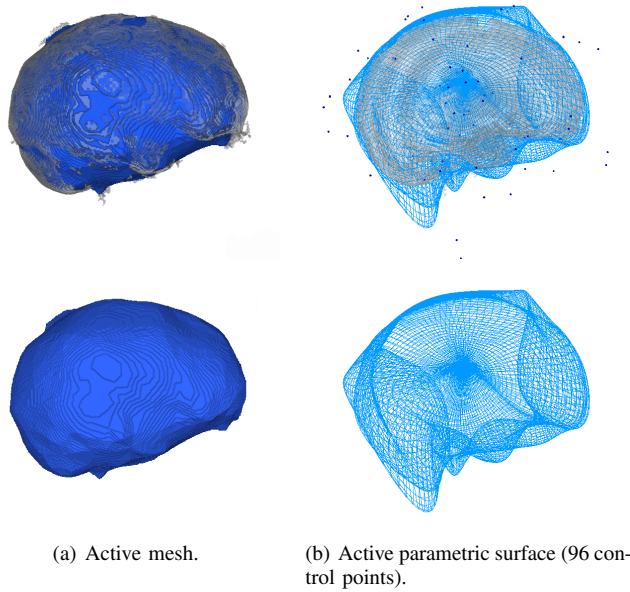 (a) Active mesh.
(b) Active parametric surface (96 con-
trol points).